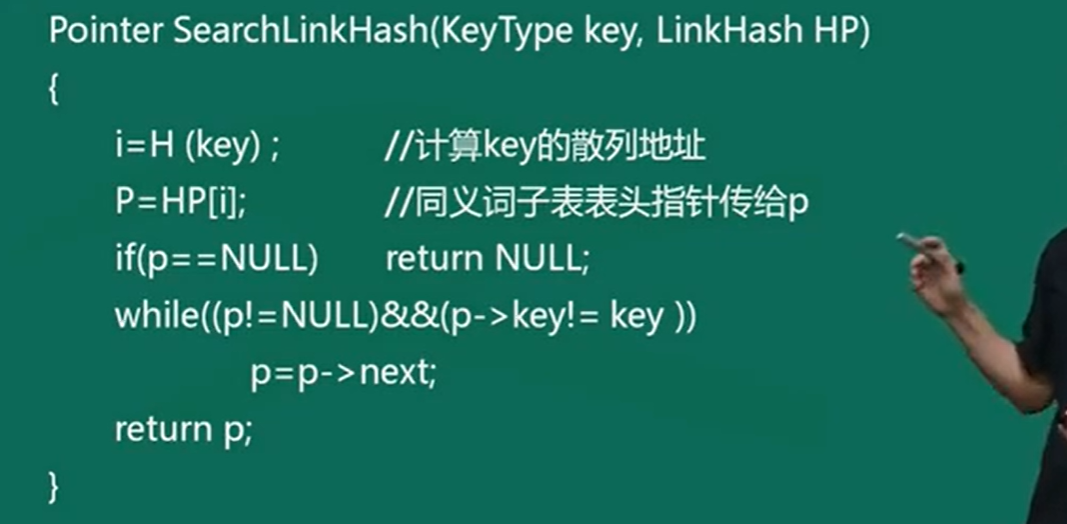 Pointer SearchLinkHash(KeyType key, LinkHash HP)
{
i=H (key) ; //计算key的散列地址
P=HP[i]; //同义词子表表头指针传给p
if(p==NULL) return NULL;
while((p!=NULL)&&(p->key!= key ))
p=p->next;
return p;
}